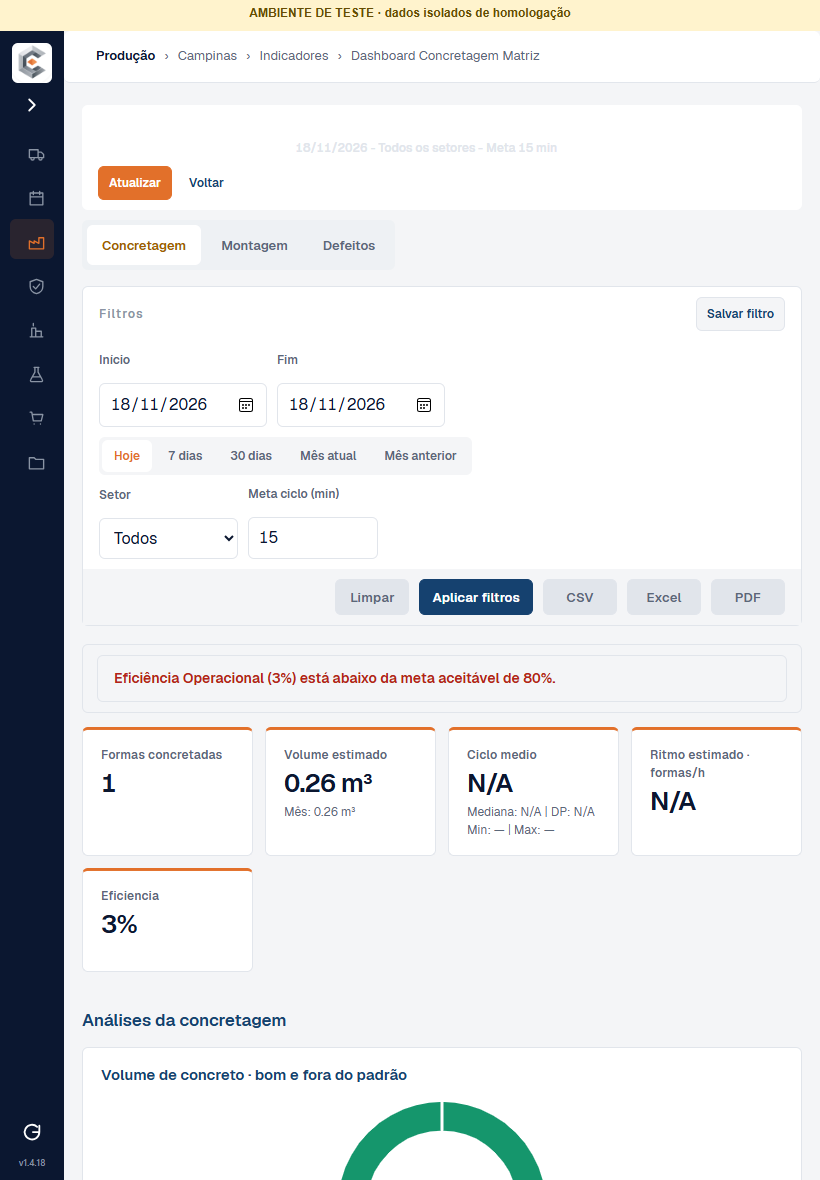 AMBIENTE DE TESTE · dados isolados de homologação
Produção › Campinas › Indicadores › Dashboard Concretagem Matriz
18/11/2026 - Todos os setores - Meta 15 min
Atualizar Voltar
Concretagem Montagem Defeitos
Filtros Salvar filtro
Início Fim
18/11/2026 18/11/2026
Hoje 7 dias 30 dias Mês atual Mês anterior
Setor Meta ciclo (min)
Todos 15
Limpar Aplicar filtros CSV Excel PDF
Eficiência Operacional (3%) está abaixo da meta aceitável de 80%.
Formas concretadas
1
Volume estimado
0.26 m³
Mês: 0.26 m³
Ciclo medio
N/A
Mediana: N/A | DP: N/A
Min: — | Max: —
Ritmo estimado ·
formas/h
N/A
Eficiencia
3%
Análises da concretagem
Volume de concreto · bom e fora do padrão
v1.4.18